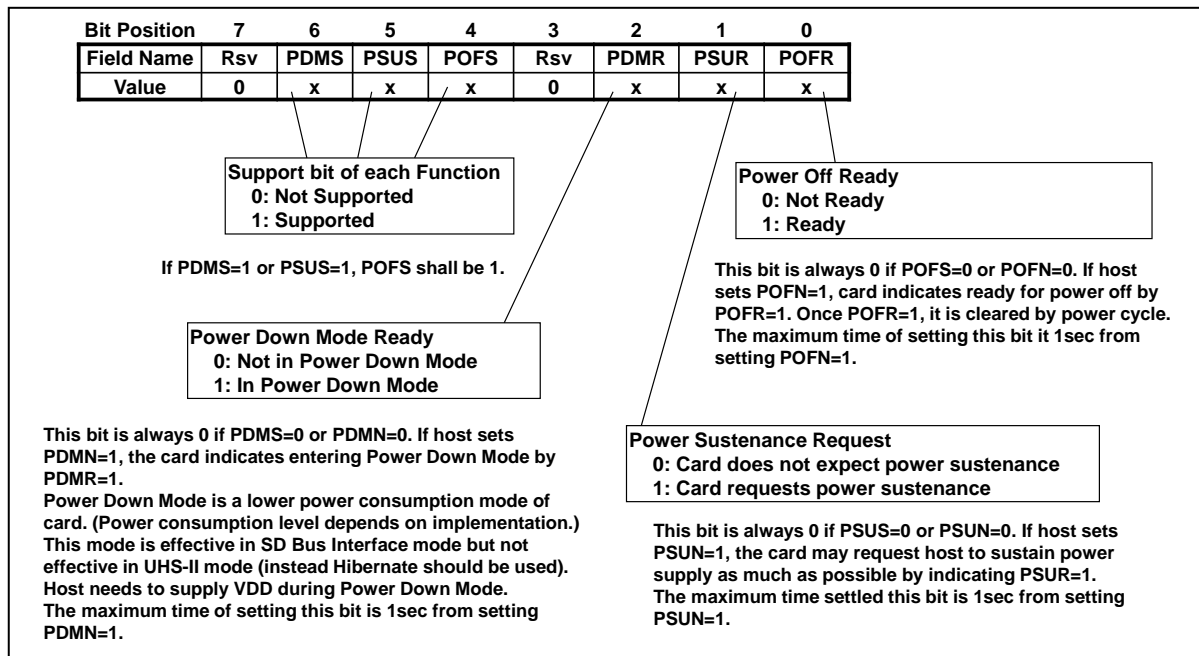 Bit Position 7 6 5 4 3 2 1 0
Field Name Rsv PDMS PSUS POFS Rsv PDMR PSUR POFR
Value 0 x x x 0 x x x
Support bit of each Function
0: Not Supported
1: Supported
If PDMS=1 or PSUS=1, POFS shall be 1.
Power Off Ready
0: Not Ready
1: Ready
This bit is always 0 if POFS=0 or POFN=0. If host
sets POFN=1, card indicates ready for power off by
POFR=1. Once POFR=1, it is cleared by power cycle.
The maximum time of setting this bit it 1sec from
setting POFN=1.
Power Down Mode Ready
0: Not in Power Down Mode
1: In Power Down Mode
This bit is always 0 if PDMS=0 or PDMN=0. If host sets
PDMN=1, the card indicates entering Power Down Mode by
PDMR=1.
Power Down Mode is a lower power consumption mode of
card. (Power consumption level depends on implementation.)
This mode is effective in SD Bus Interface mode but not
effective in UHS-II mode (instead Hibernate should be used).
Host needs to supply VDD during Power Down Mode.
The maximum time of setting this bit is 1sec from setting
PDMN=1.
Power Sustenance Request
0: Card does not expect power sustenance
1: Card requests power sustenance
This bit is always 0 if PSUS=0 or PSUN=0. If host sets
PSUN=1, the card may request host to sustain power
supply as much as possible by indicating PSUR=1.
The maximum time settled this bit is 1sec from setting
PSUN=1.